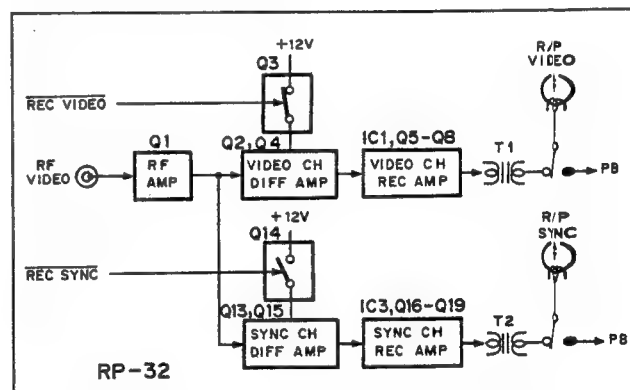 +12V
Q3
R/P
VIDEO
REC VIDEO
Q1
Q2,Q4
IC1,Q5-Q8
T1
RF
VIDEO
RF
AMP
VIDEO CH
DIFF AMP
VIDEO CH
REC AMP
PB
+12V
Q14
R/P
SYNC
REC SYNC
Q13,Q15
IC3,Q16-Q19
T2
SYNC CH
DIFF AMP
SYNC CH
REC AMP
PB
RP-32